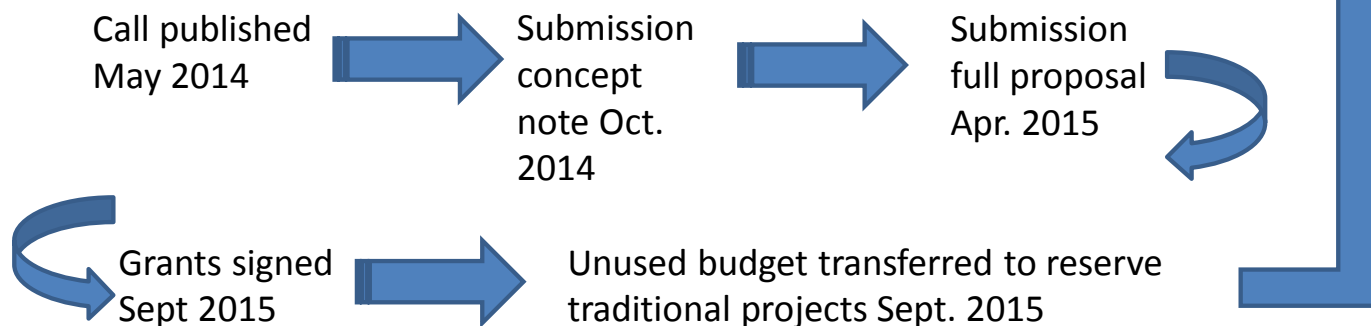 Call published
May 2014
Submission
concept
note Oct.
2014
Submission
full proposal
Apr. 2015
Grants signed
Sept 2015
Unused budget transferred to reserve
traditional projects Sept. 2015